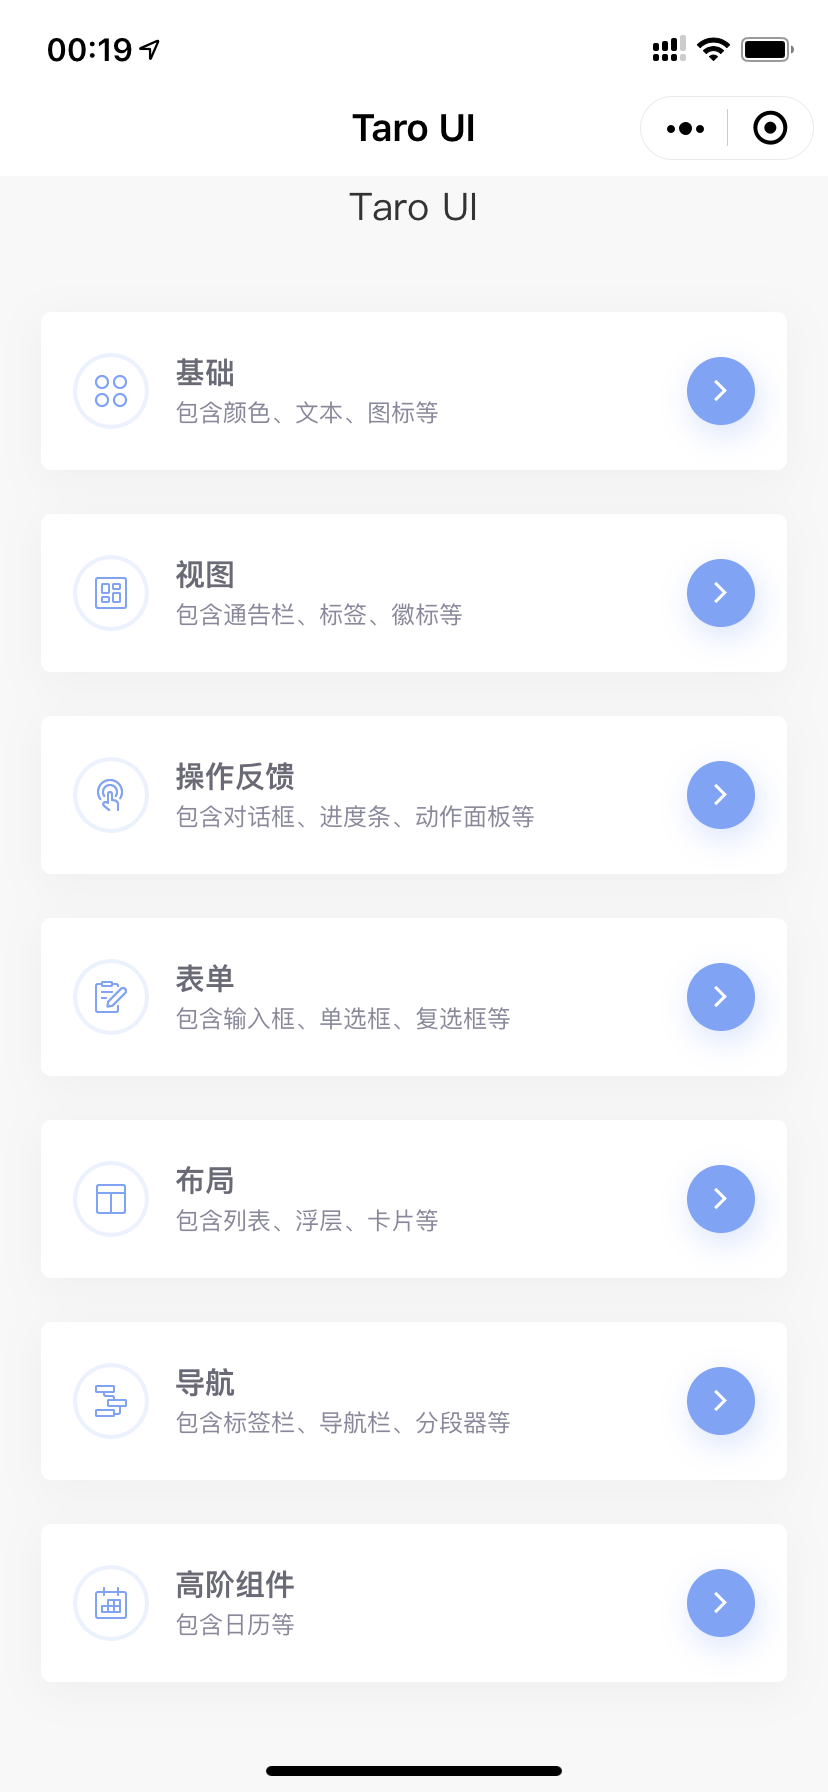 00:19
Taro UI
Taro UI
基础
包含颜色、文本、图标等
视图
包含通告栏、标签、徽标等
操作反馈
包含对话框、进度条、动作面板等
表单
包含输入框、单选框、复选框等
布局
包含列表、浮层、卡片等
导航
包含标签栏、导航栏、分段器等
高阶组件
包含日历等